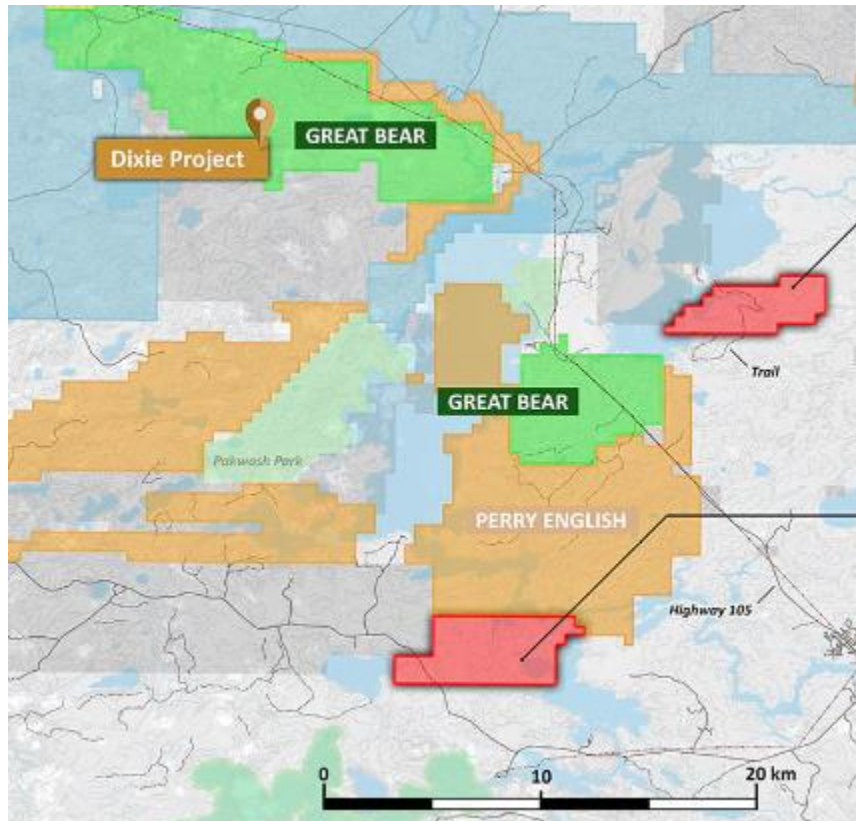 GREAT BEAR
Dixie Project
Trail
GREAT BEAR
Pakwash Park
PERRY ENGLISH
Highway 105
0 10 20 km